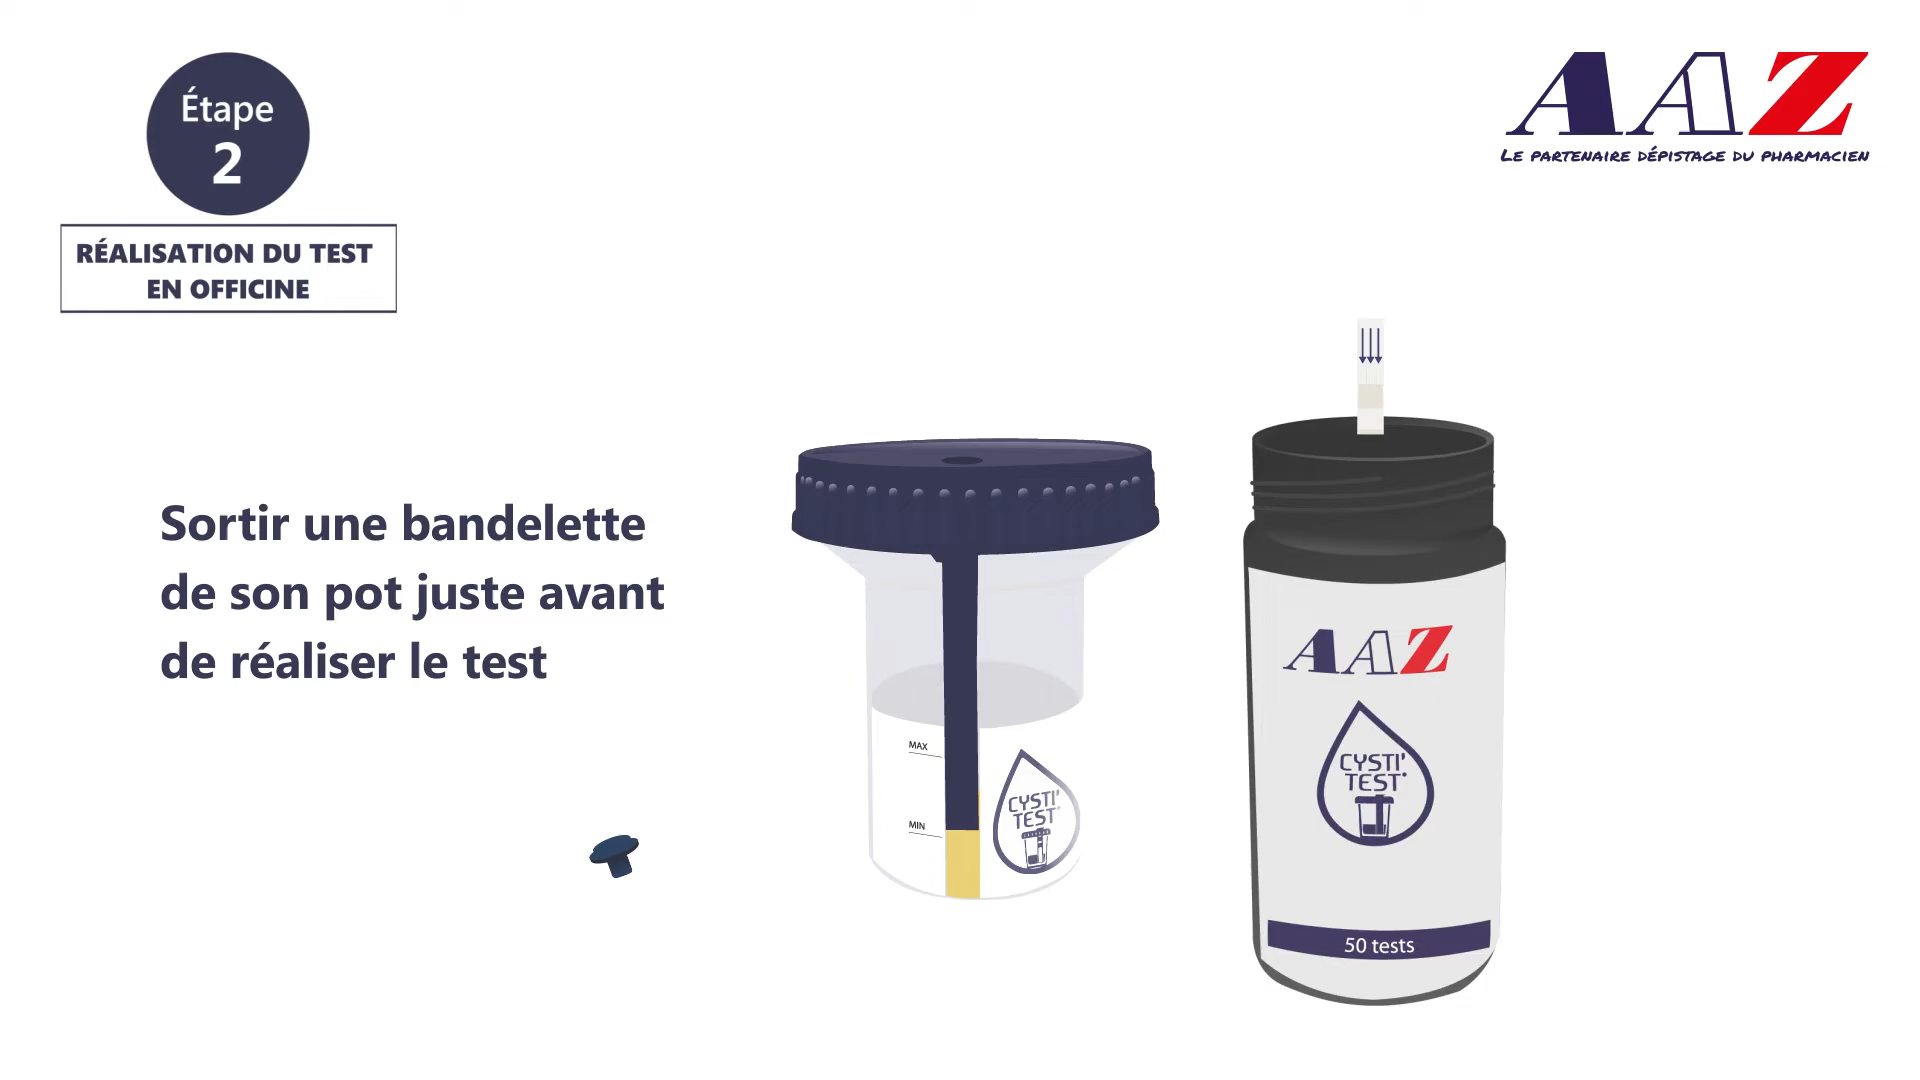 Étape
2
RÉALISATION DU TEST
EN OFFICINE
AAZ
LE PARTENAIRE DÉPISTAGE DU PHARMACIEN
Sortir une bandelette
de son pot juste avant
de réaliser le test
MAX
MIN
CYSTI'
TEST
AAZ
CYSTI'
TEST
50 tests